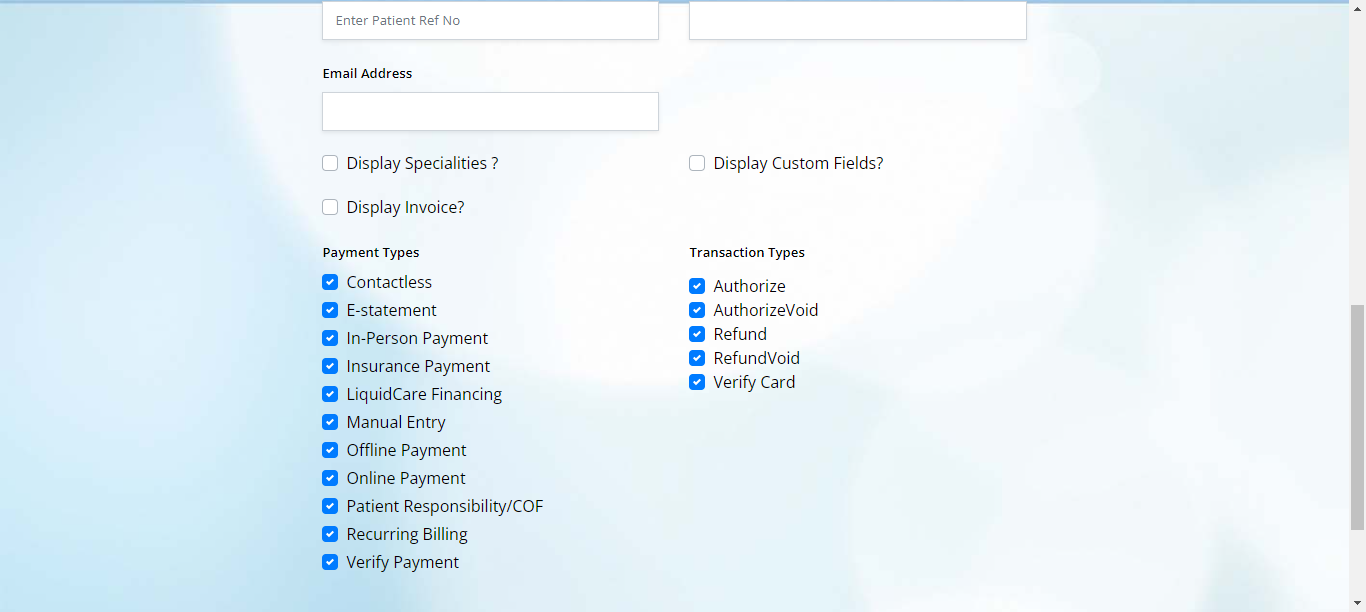 Enter Patient Ref No
Email Address
Display Specialities ?
Display Custom Fields?
Display Invoice?
Payment Types
Contactless
E-statement
In-Person Payment
Insurance Payment
LiquidCare Financing
Manual Entry
Offline Payment
Online Payment
Patient Responsibility/COF
Recurring Billing
Verify Payment
Transaction Types
Authorize
AuthorizeVoid
Refund
RefundVoid
Verify Card